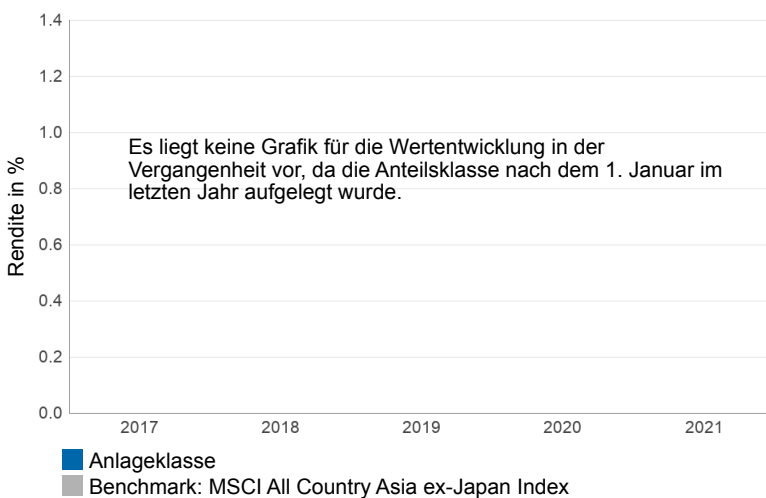 1.4
1.2
1.0
Es liegt keine Grafik für die Wertentwicklung in der
Vergangenheit vor, da die Anteilsklasse nach dem 1. Januar im
0.8
letzten Jahr aufgelegt wurde.
Rendite in %
0.6
0.4
0.2
0.0
2017 2018 2019 2020 2021
Anlageklasse
Benchmark: MSCI All Country Asia ex-Japan Index